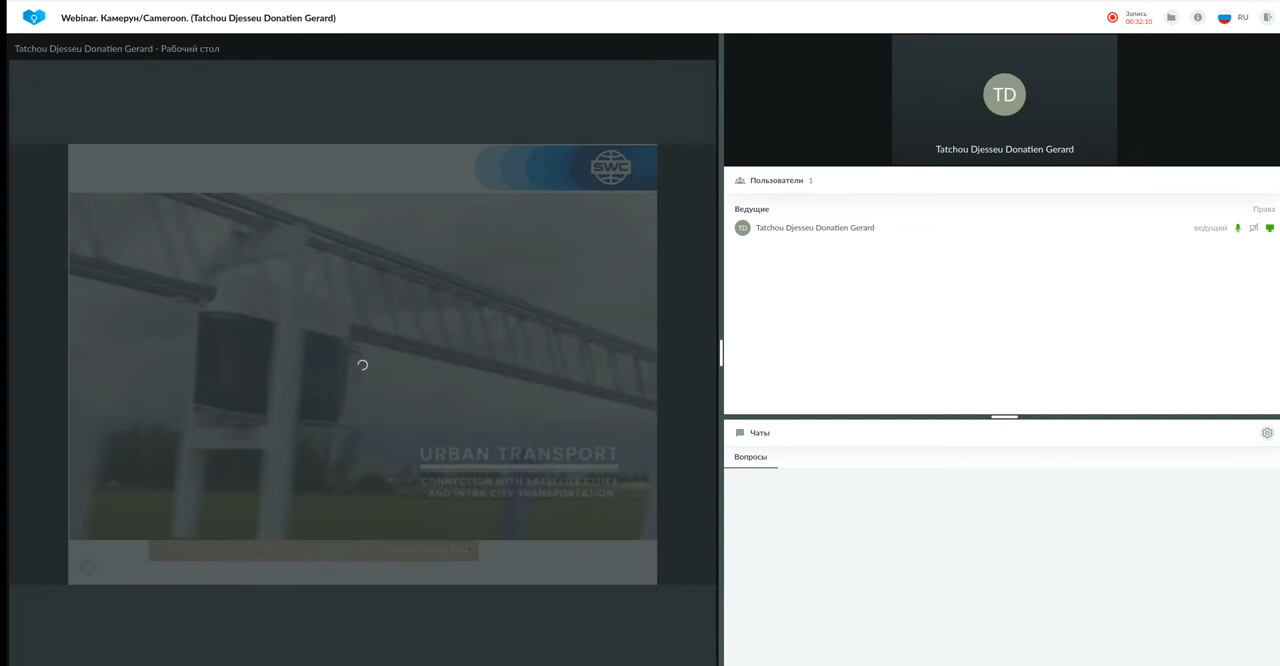 Webinar. Камерун/Cameroon. (Tatchou Djesseu Donatien Gerard)
Запись
00:32:10
RU
Tatchou Djesseu Donatien Gerard - Рабочий стол
TD
Tatchou Djesseu Donatien Gerard
Пользователи 1
Ведущие
Права
TD
Tatchou Djesseu Donatien Gerard
ведущий
SWC
URBAN TRANSPORT
CONNECTION WITH SATELLITE CITIES
AND INTRA-CITY TRANSPORTATION
Чаты
Вопросы